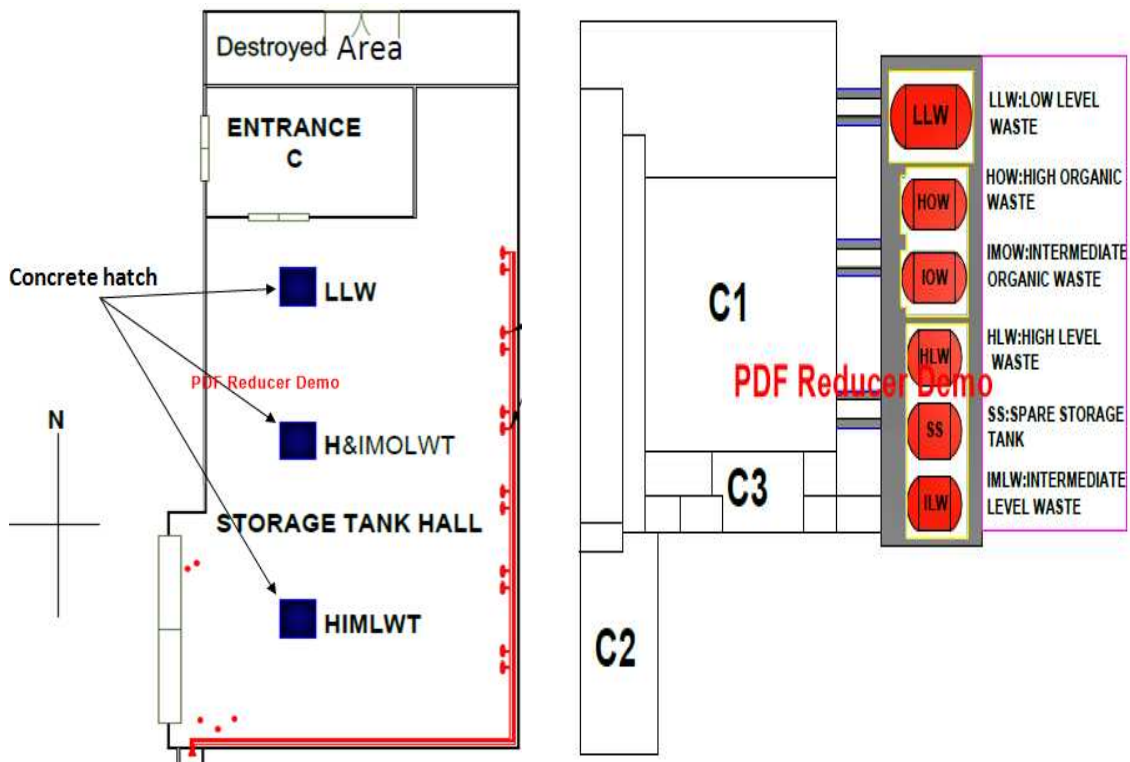 Destroyed Area
ENTRANCE
C
Concrete hatch
LLW
PDF Reducer Demo
N
H&IMOLWT
STORAGE TANK HALL
HIMLWT
C1
PDF Reducer Demo
C3
C2
LLW
HOW
IOW
HLW
SS
ILW
LLW:LOW LEVEL
WASTE
HOW:HIGH ORGANIC
WASTE
IMOW:INTERMEDIATE
ORGANIC WASTE
HLW:HIGH LEVEL
WASTE
SS:SPARE STORAGE
TANK
IMLW:INTERMEDIATE
LEVEL WASTE